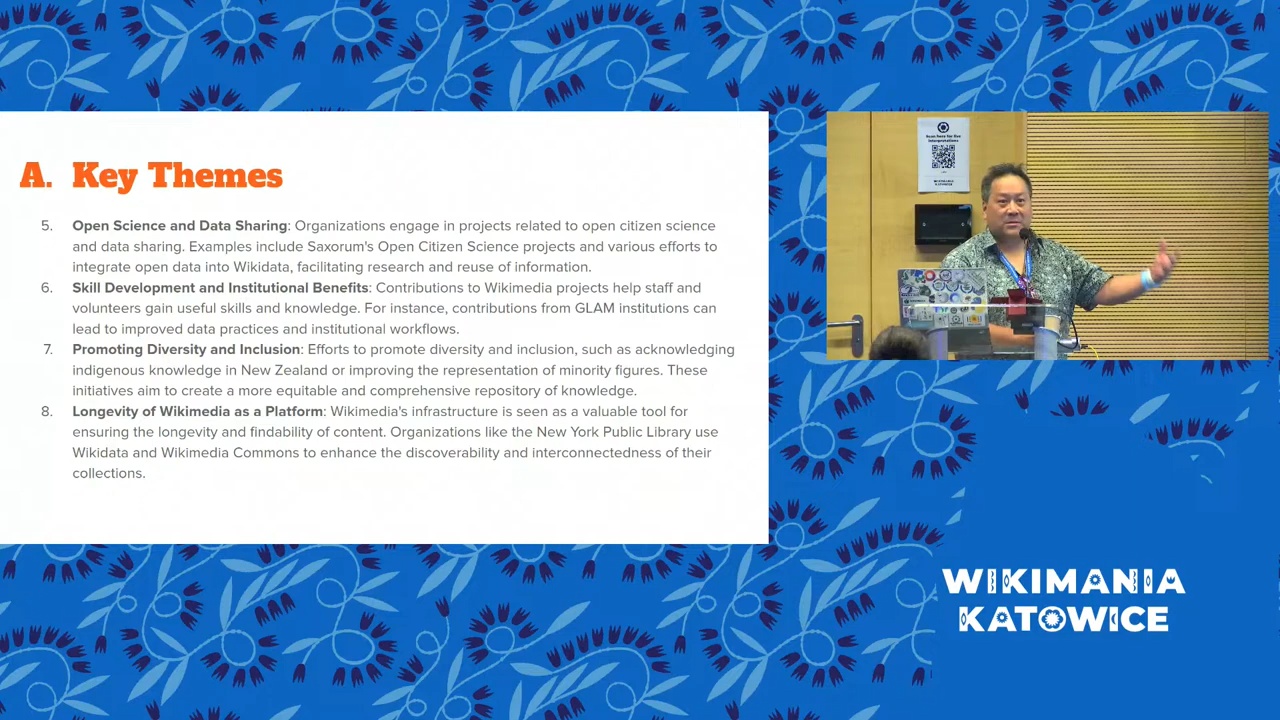 A. Key Themes
5. Open Science and Data Sharing: Organizations engage in projects related to open citizen science
and data sharing. Examples include Saxorum's Open Citizen Science projects and various efforts to
integrate open data into Wikidata, facilitating research and reuse of information.
6. Skill Development and Institutional Benefits: Contributions to Wikimedia projects help staff and
volunteers gain useful skills and knowledge. For instance, contributions from GLAM institutions can
lead to improved data practices and institutional workflows.
7. Promoting Diversity and Inclusion: Efforts to promote diversity and inclusion, such as acknowledging
indigenous knowledge in New Zealand or improving the representation of minority figures. These
initiatives aim to create a more equitable and comprehensive repository of knowledge.
8. Longevity of Wikimedia as a Platform: Wikimedia's infrastructure is seen as a valuable tool for
ensuring the longevity and findability of content. Organizations like the New York Public Library use
Wikidata and Wikimedia Commons to enhance the discoverability and interconnectedness of their
collections.
Scan here for live
interpretations
WIKIMANIA
KATOWICE
WIKIMANIA
KATOWICE